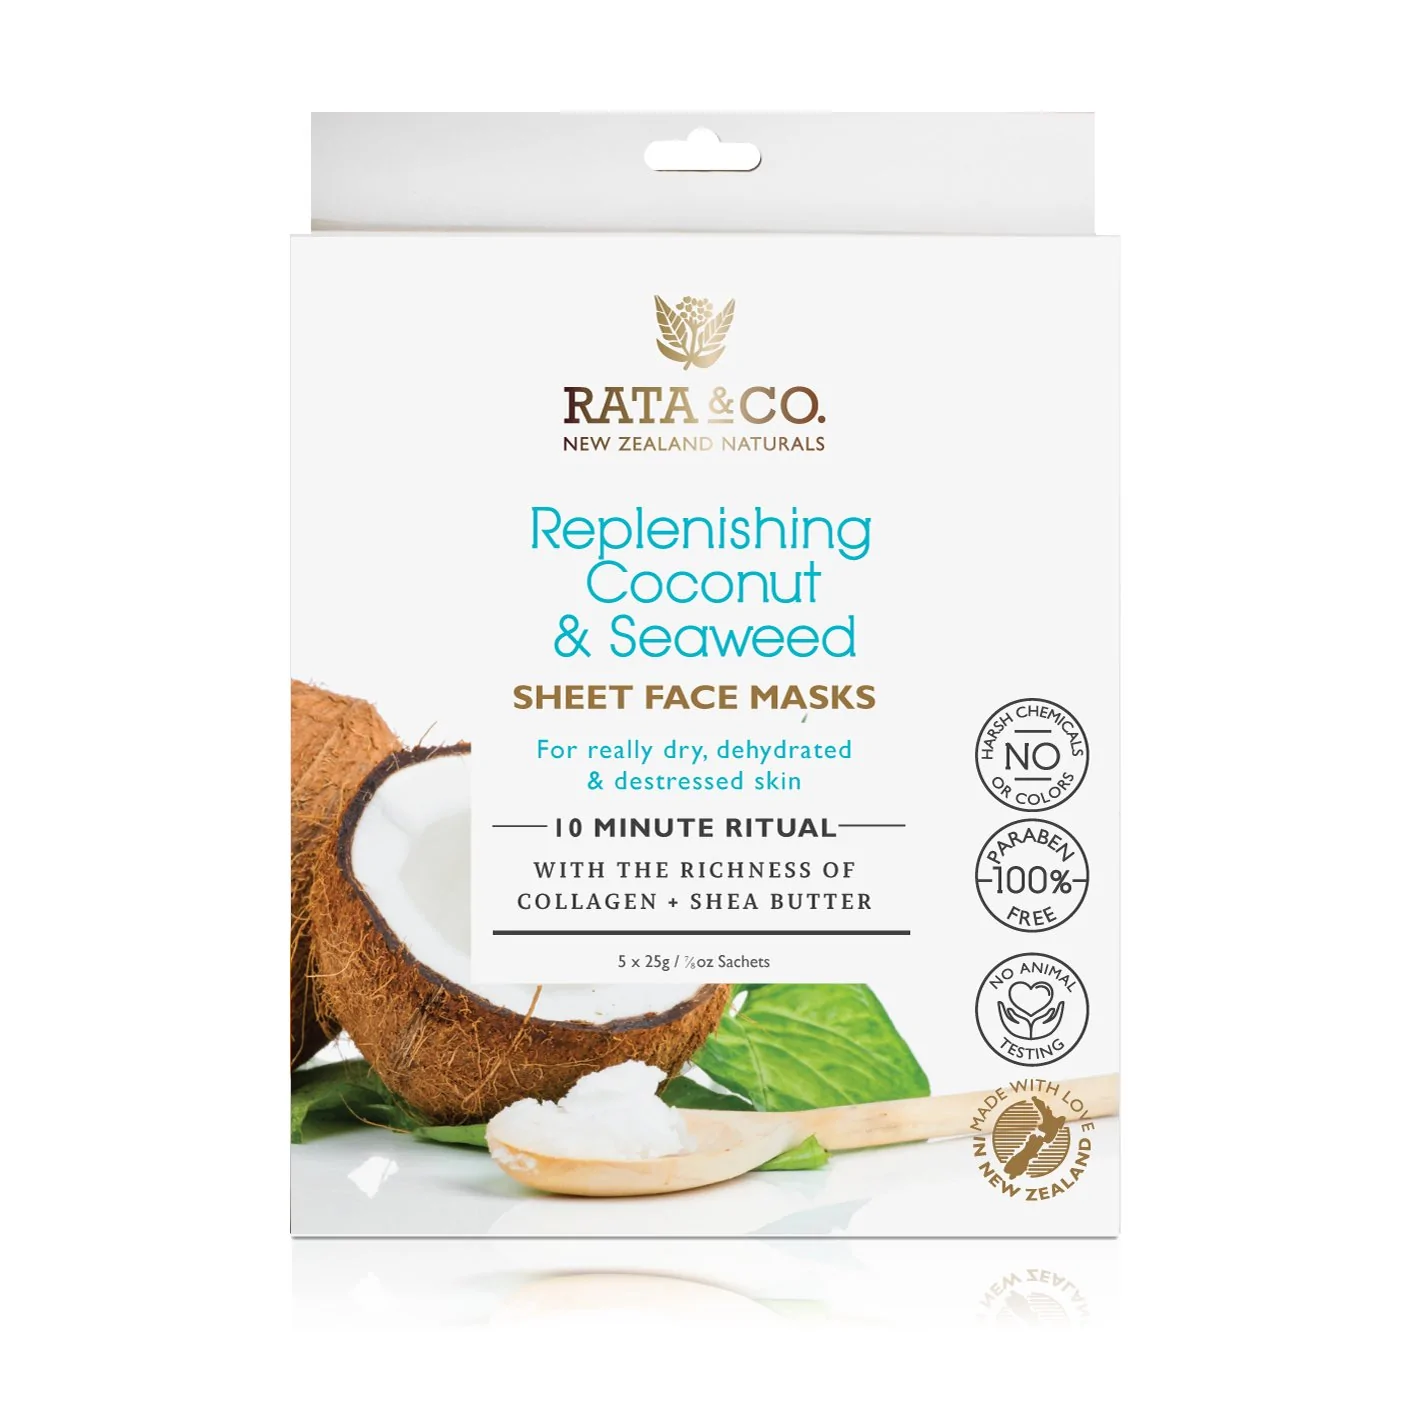 RATA & CO.
NEW ZEALAND NATURALS
Replenishing
Coconut
& Seaweed
SHEET FACE MASKS
For really dry, dehydrated
& destressed skin
10 MINUTE RITUAL
WITH THE RICHNESS OF
COLLAGEN + SHEA BUTTER
5 x 25g / ⅞oz Sachets
HARSH CHEMICALS
NO
OR COLORS
PARABEN
100%
FREE
NO ANIMAL
TESTING
MADE WITH LOVE
IN NEW ZEALAND
NEW ZEALAND